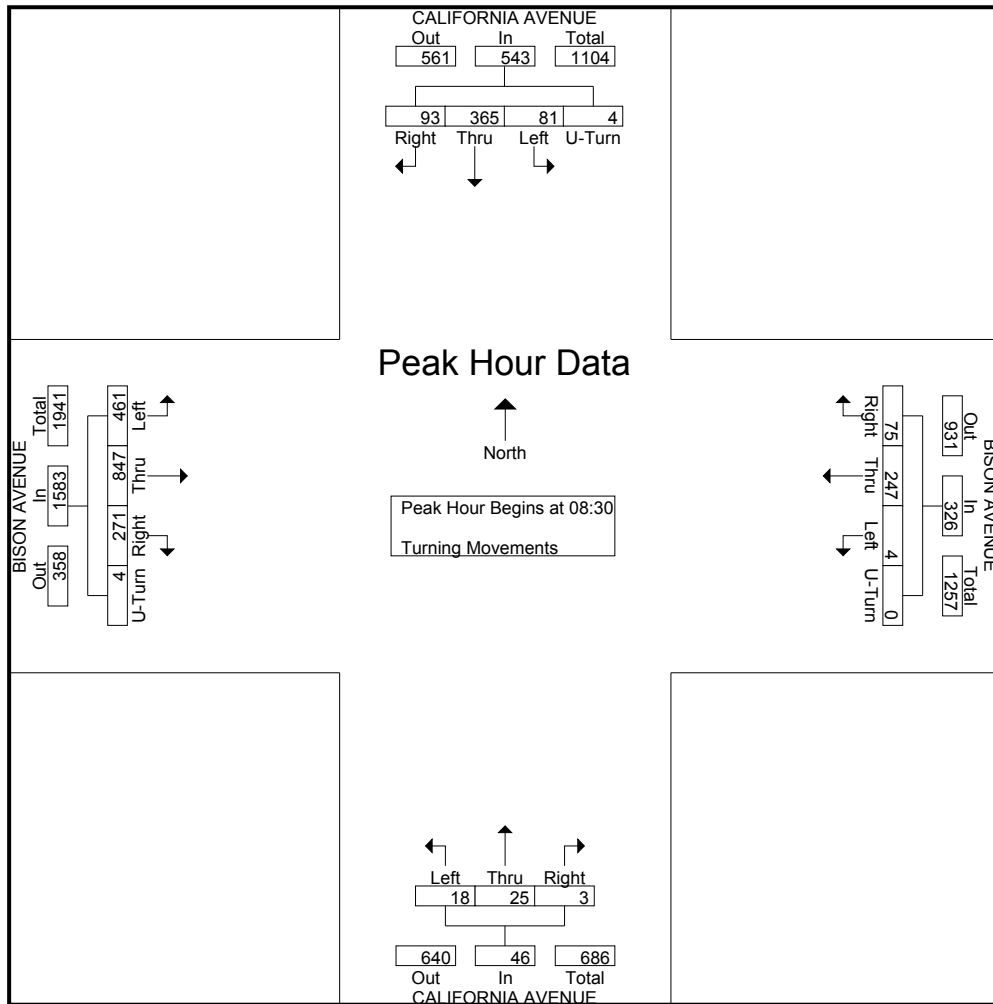 CALIFORNIA AVENUE
Out In Total
561 543 1104
93 365 81 4
Right Thru Left U-Turn
Peak Hour Data
North
Peak Hour Begins at 08:30
Turning Movements
BISON AVENUE
Total In Out
1941 1583 358
461 847 271 4
Left Thru Right U-Turn
Right Thru Left U-Turn
75 247 4 0
Out In Total
931 326 1257
BISON AVENUE
Left Thru Right
18 25 3
640 46 686
Out In Total
CALIFORNIA AVENUE